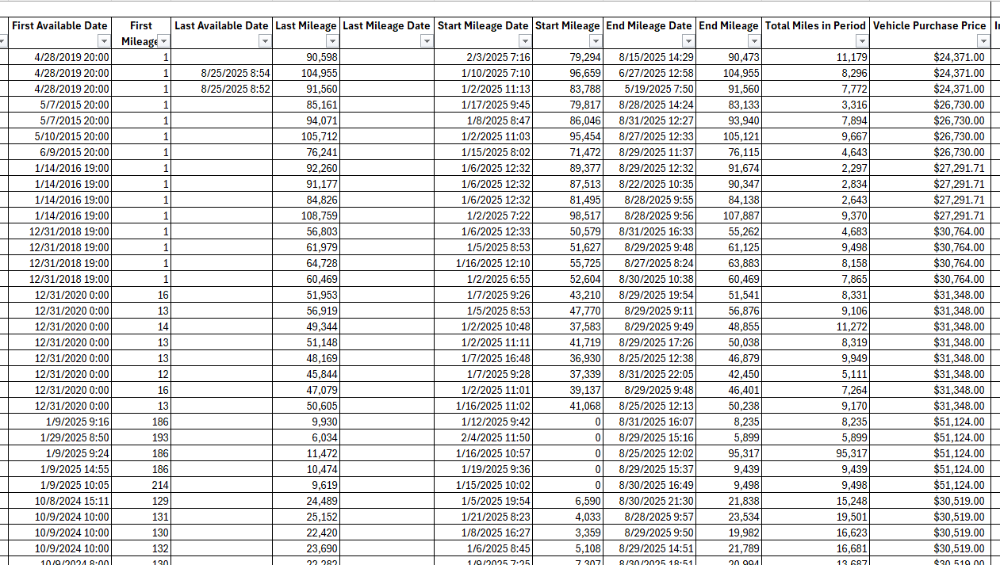 First Available Date First Mileage Last Available Date Last Mileage Last Mileage Date Start Mileage Date Start Mileage End Mileage Date End Mileage Total Miles in Period Vehicle Purchase Price
4/28/2019 20:00 1 90,598 2/3/2025 7:16 79,294 8/15/2025 14:29 90,473 11,179 $24,371.00
4/28/2019 20:00 1 8/25/2025 8:54 104,955 1/10/2025 7:10 96,659 6/27/2025 12:58 104,955 8,296 $24,371.00
4/28/2019 20:00 1 8/25/2025 8:52 91,560 1/2/2025 11:13 83,788 5/19/2025 7:50 91,560 7,772 $24,371.00
5/7/2015 20:00 1 85,161 1/17/2025 9:45 79,817 8/28/2025 14:24 83,133 3,316 $26,730.00
5/7/2015 20:00 1 94,071 1/8/2025 8:47 86,046 8/31/2025 12:27 93,940 7,894 $26,730.00
5/10/2015 20:00 1 105,712 1/2/2025 11:03 95,454 8/27/2025 12:33 105,121 9,667 $26,730.00
6/9/2015 20:00 1 76,241 1/15/2025 8:02 71,472 8/29/2025 11:37 76,115 4,643 $26,730.00
1/14/2016 19:00 1 92,260 1/6/2025 12:32 89,377 8/29/2025 12:32 91,674 2,297 $27,291.71
1/14/2016 19:00 1 91,177 1/6/2025 12:32 87,513 8/22/2025 10:35 90,347 2,834 $27,291.71
1/14/2016 19:00 1 84,826 1/6/2025 12:32 81,495 8/28/2025 9:55 84,138 2,643 $27,291.71
1/14/2016 19:00 1 108,759 1/2/2025 7:22 98,517 8/28/2025 9:56 107,887 9,370 $27,291.71
12/31/2018 19:00 1 56,803 1/6/2025 12:33 50,579 8/31/2025 16:33 55,262 4,683 $30,764.00
12/31/2018 19:00 1 61,979 1/5/2025 8:53 51,627 8/29/2025 9:48 61,125 9,498 $30,764.00
12/31/2018 19:00 1 64,728 1/16/2025 12:10 55,725 8/27/2025 8:24 63,883 8,158 $30,764.00
12/31/2018 19:00 1 60,469 1/2/2025 6:55 52,604 8/30/2025 10:38 60,469 7,865 $30,764.00
12/31/2020 0:00 16 51,953 1/7/2025 9:26 43,210 8/29/2025 19:54 51,541 8,331 $31,348.00
12/31/2020 0:00 13 56,919 1/5/2025 8:53 47,770 8/29/2025 9:11 56,876 9,106 $31,348.00
12/31/2020 0:00 14 49,344 1/2/2025 10:48 37,583 8/29/2025 9:49 48,855 11,272 $31,348.00
12/31/2020 0:00 13 51,148 1/2/2025 11:11 41,719 8/29/2025 17:26 50,038 8,319 $31,348.00
12/31/2020 0:00 13 48,169 1/7/2025 16:48 36,930 8/25/2025 12:38 46,879 9,949 $31,348.00
12/31/2020 0:00 12 45,844 1/7/2025 9:28 37,339 8/31/2025 22:05 42,450 5,111 $31,348.00
12/31/2020 0:00 16 47,079 1/2/2025 11:01 39,137 8/29/2025 9:48 46,401 7,264 $31,348.00
12/31/2020 0:00 13 50,605 1/16/2025 11:02 41,068 8/25/2025 12:13 50,238 9,170 $31,348.00
1/9/2025 9:16 186 9,930 1/12/2025 9:42 0 8/31/2025 16:07 8,235 8,235 $51,124.00
1/29/2025 8:50 193 6,034 2/4/2025 11:50 0 8/29/2025 15:16 5,899 5,899 $51,124.00
1/9/2025 9:24 186 11,472 1/16/2025 10:57 0 8/25/2025 12:02 95,317 95,317 $51,124.00
1/9/2025 14:55 186 10,474 1/19/2025 9:36 0 8/29/2025 15:37 9,439 9,439 $51,124.00
1/9/2025 10:05 214 9,619 1/15/2025 10:02 0 8/30/2025 16:49 9,498 9,498 $51,124.00
10/8/2024 15:11 129 24,489 1/5/2025 19:54 6,590 8/30/2025 21:30 21,838 15,248 $30,519.00
10/9/2024 10:00 131 25,152 1/21/2025 8:23 4,033 8/28/2025 9:57 23,534 19,501 $30,519.00
10/9/2024 10:00 130 22,420 1/8/2025 16:27 3,359 8/29/2025 9:50 19,982 16,623 $30,519.00
10/9/2024 10:00 132 23,690 1/6/2025 8:45 5,108 8/29/2025 14:51 21,789 16,681 $30,519.00
10/9/2024 8:00 130 22,282 1/9/2025 7:25 7,307 8/30/2025 18:51 20,994 13,687 $30,519.00